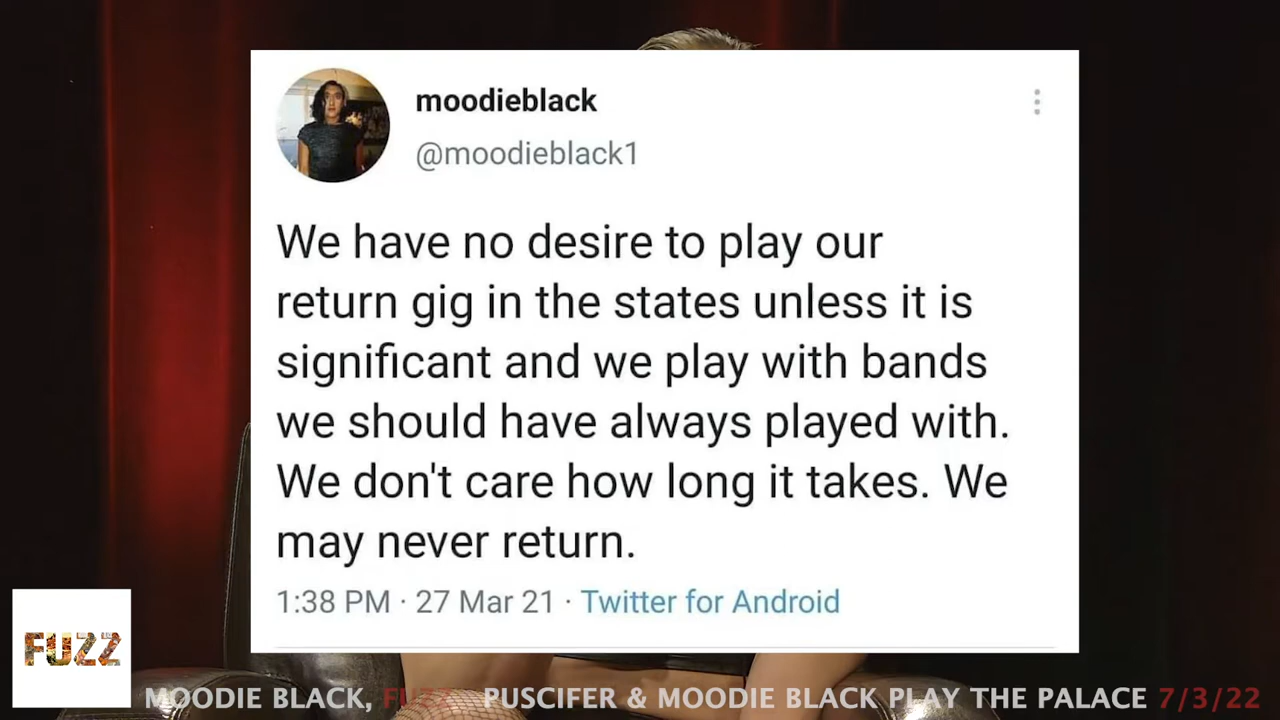 moodieblack
@moodieblack1
We have no desire to play our
return gig in the states unless it is
significant and we play with bands
we should have always played with.
We don't care how long it takes. We
may never return.
1:38 PM · 27 Mar 21 · Twitter for Android
FUZZ
MOODIE BLACK, FUZZ PUSCIFER & MOODIE BLACK PLAY THE PALACE 7/3/22